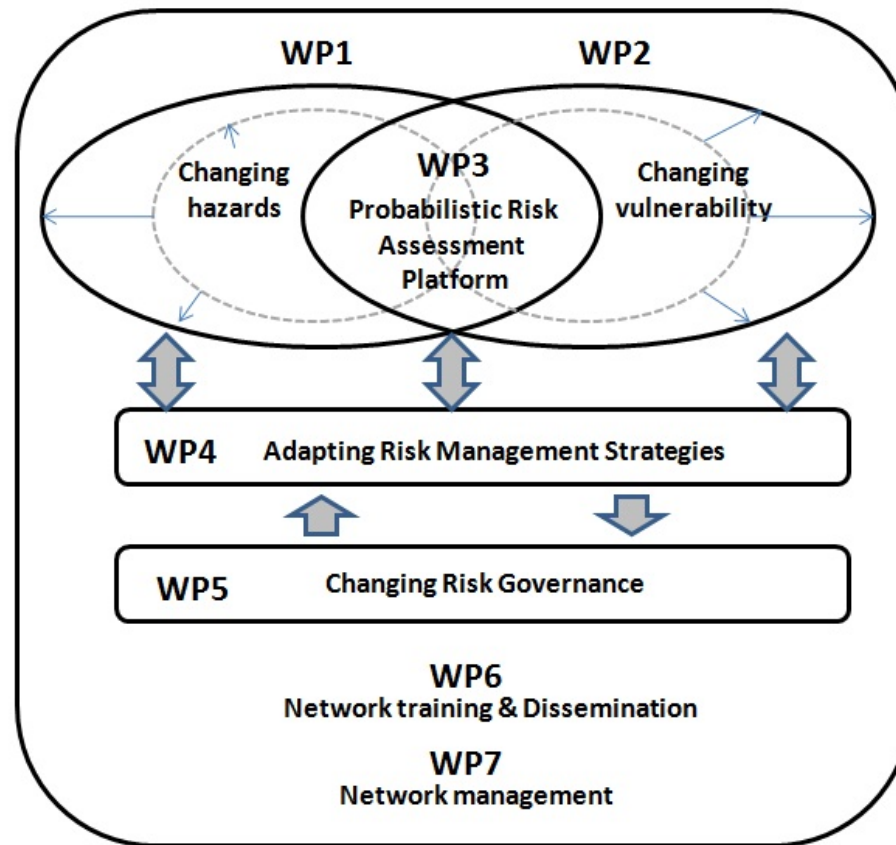 WP1
WP2
Changing
hazards
WP3
Probabilistic Risk
Assessment
Platform
Changing
vulnerability
WP4 Adapting Risk Management Strategies
WP5 Changing Risk Governance
WP6
Network training & Dissemination
WP7
Network management